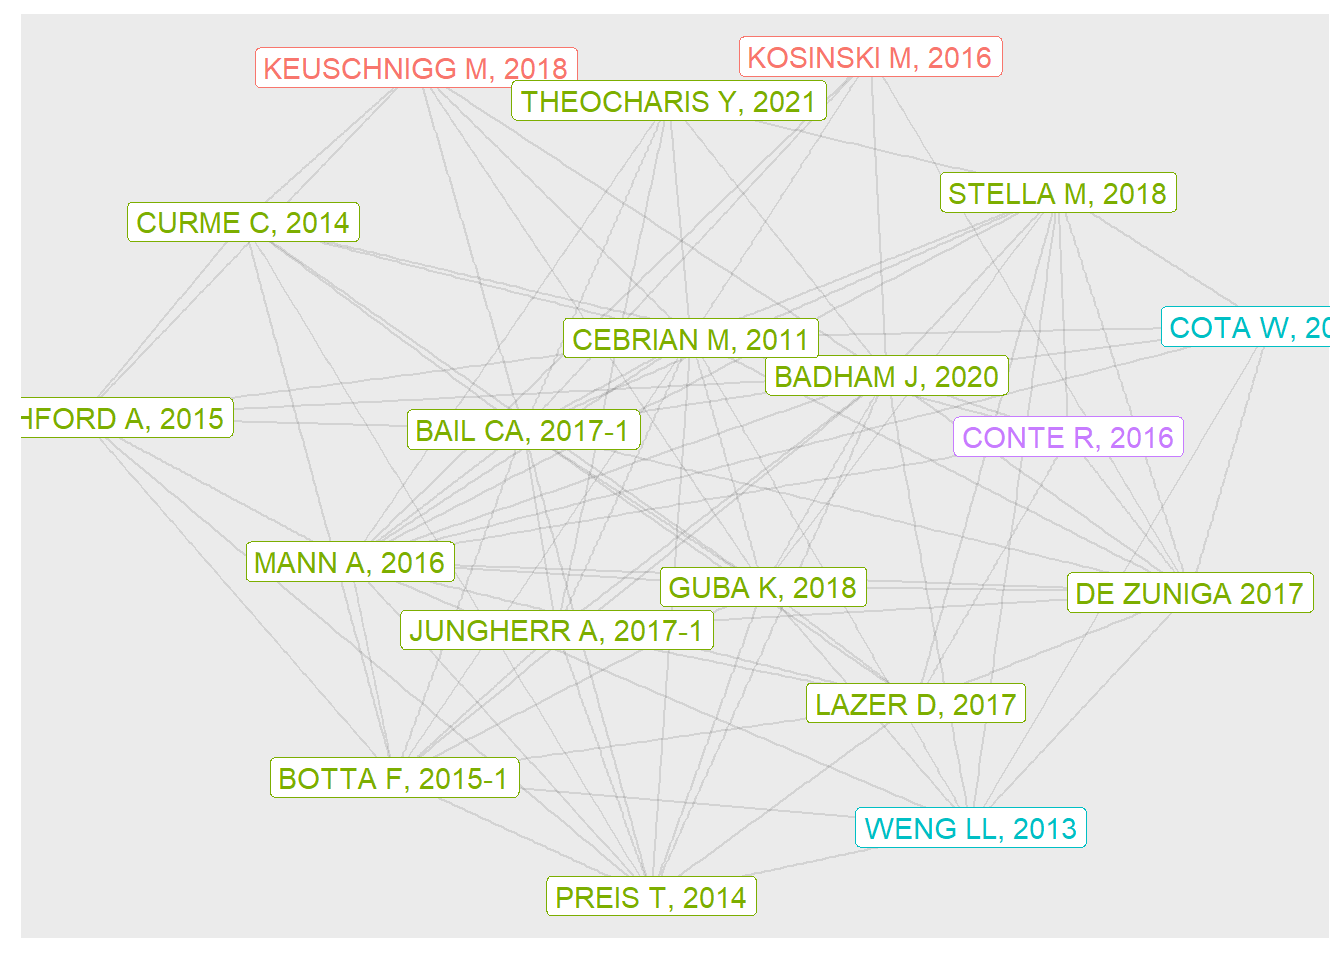 KOSINSKI M, 2016
KEUSCHNIGG M, 2018
THEOCHARIS Y, 2021
STELLA M, 2018
CURME C, 2014
COTA W, 20
CEBRIAN M, 2011
BADHAM J, 2020
HFORD A, 2015
BAIL CA, 2017-1
CONTE R, 2016
MANN A, 2016
GUBA K, 2018
DE ZUNIGA 2017
JUNGHERR A, 2017-1
LAZER D, 2017
BOTTA F, 2015-1
WENG LL, 2013
PREIS T, 2014